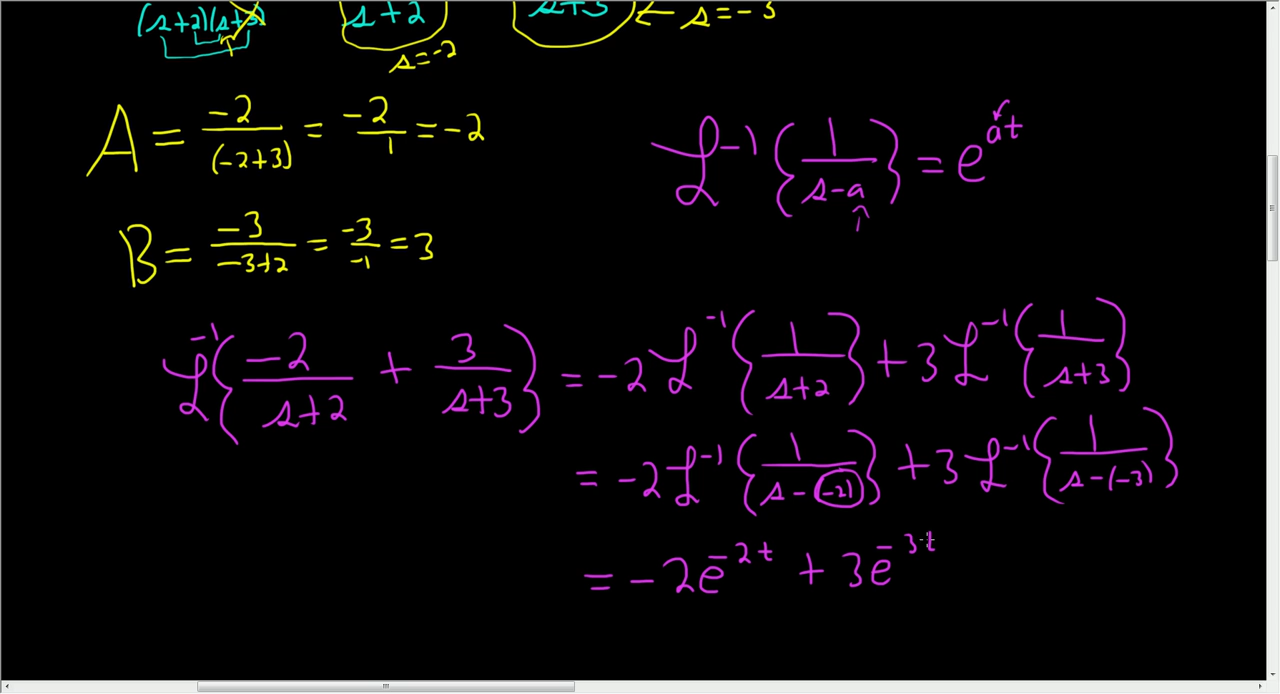 (s+2)(s+3) s+2 s+3 ← s=-3
s=-2
A = -2/(-2+3) = -2/1 = -2
ℒ⁻¹{1/(s-a)} = e^(at)
B = -3/(-3+2) = -3/-1 = 3
ℒ⁻¹{-2/(s+2) + 3/(s+3)} = -2ℒ⁻¹{1/(s+2)} + 3ℒ⁻¹{1/(s+3)}
= -2ℒ⁻¹{1/(s-(-2))} + 3ℒ⁻¹{1/(s-(-3))}
= -2e^(-2t) + 3e^(-3t)